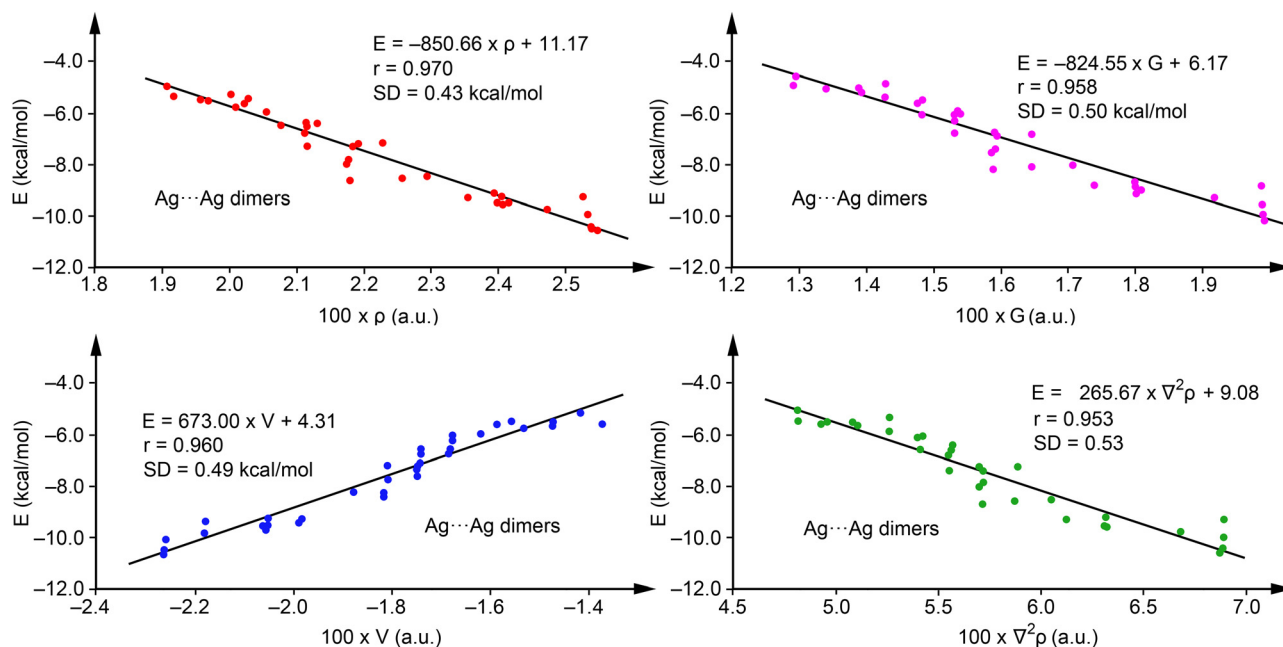 E = –850.66 x ρ + 11.17
r = 0.970
SD = 0.43 kcal/mol
Ag···Ag dimers
E (kcal/mol)
–4.0
–6.0
–8.0
–10.0
–12.0
1.8 2.0 2.1 2.2 2.3 2.4 2.5
100 x ρ (a.u.)
E = –824.55 x G + 6.17
r = 0.958
SD = 0.50 kcal/mol
Ag···Ag dimers
E (kcal/mol)
–4.0
–6.0
–8.0
–10.0
–12.0
1.2 1.3 1.4 1.5 1.6 1.7 1.8 1.9
100 x G (a.u.)
E = 673.00 x V + 4.31
r = 0.960
SD = 0.49 kcal/mol
Ag···Ag dimers
E (kcal/mol)
–4.0
–6.0
–8.0
–10.0
–12.0
–2.4 –2.2 –2.0 –1.8 –1.6 –1.4
100 x V (a.u.)
E = 265.67 x ∇²ρ + 9.08
r = 0.953
SD = 0.53
Ag···Ag dimers
E (kcal/mol)
–4.0
–6.0
–8.0
–10.0
–12.0
4.5 5.0 5.5 6.0 6.5 7.0
100 x ∇²ρ (a.u.)